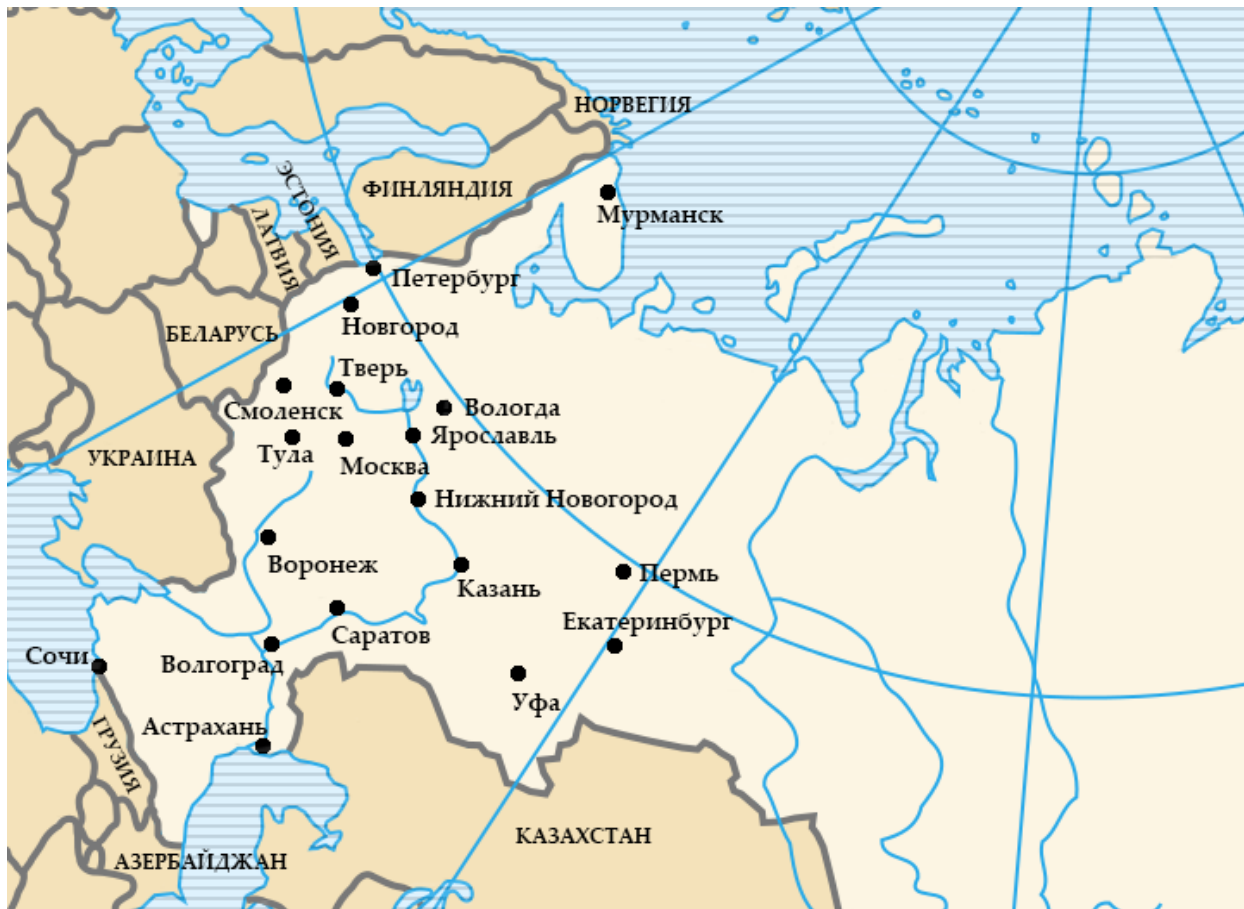 НОРВЕГИЯ
ЭСТОНИЯ
ФИНЛЯНДИЯ
Мурманск
ЛАТВИЯ
Петербург
Новгород
БЕЛАРУСЬ
Тверь
Смоленск
Вологда
Ярославль
Тула
Москва
УКРАИНА
Нижний Новогород
Воронеж
Казань
Пермь
Екатеринбург
Саратов
Сочи
Волгоград
Уфа
Астрахань
ГРУЗИЯ
КАЗАХСТАН
АЗЕРБАЙДЖАН